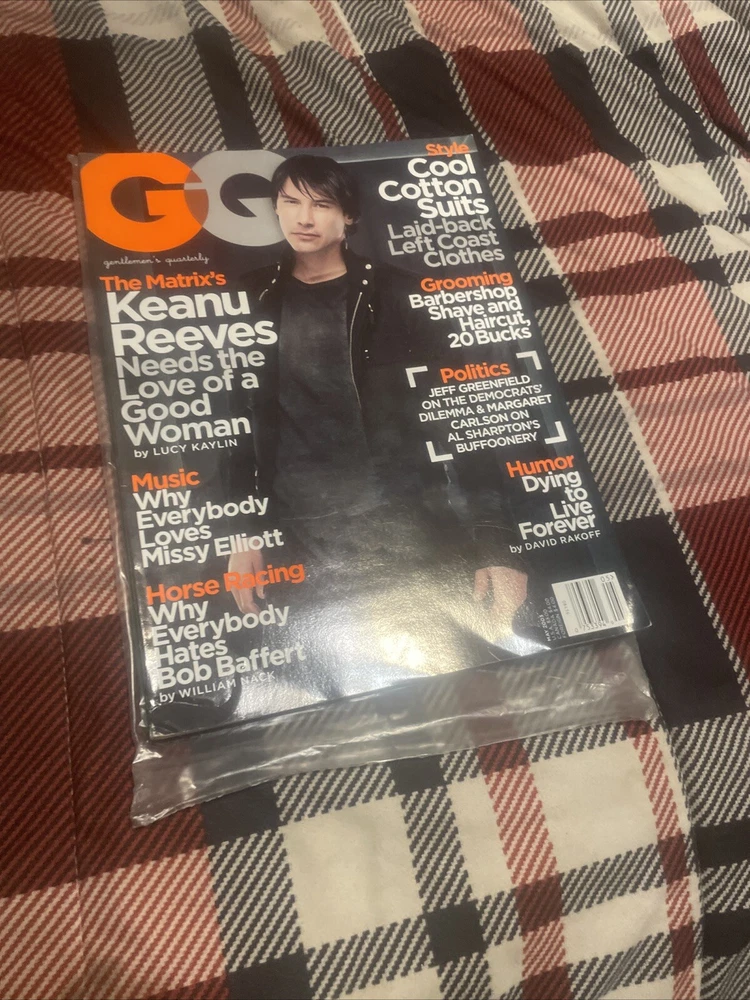 GQ
gentlemen's quarterly
The Matrix's
Keanu
Reeves
Needs the
Love of a
Good
Woman
by LUCY KAYLIN
Music
Why
Everybody
Loves
Missy Elliott
Horse Racing
Why
Everybody
Hates
Bob Baffert
by WILLIAM NACK
Style
Cool
Cotton
Suits
Laid-back
Left Coast
Clothes
Grooming
Barbershop
Shave and
Haircut,
20 Bucks
Politics
JEFF GREENFIELD
ON THE DEMOCRATS'
DILEMMA & MARGARET
CARLSON ON
AL SHARPTON'S
BUFFOONERY
Humor
Dying
to
Live
Forever
by DAVID RAKOFF
MAY 2003
05>